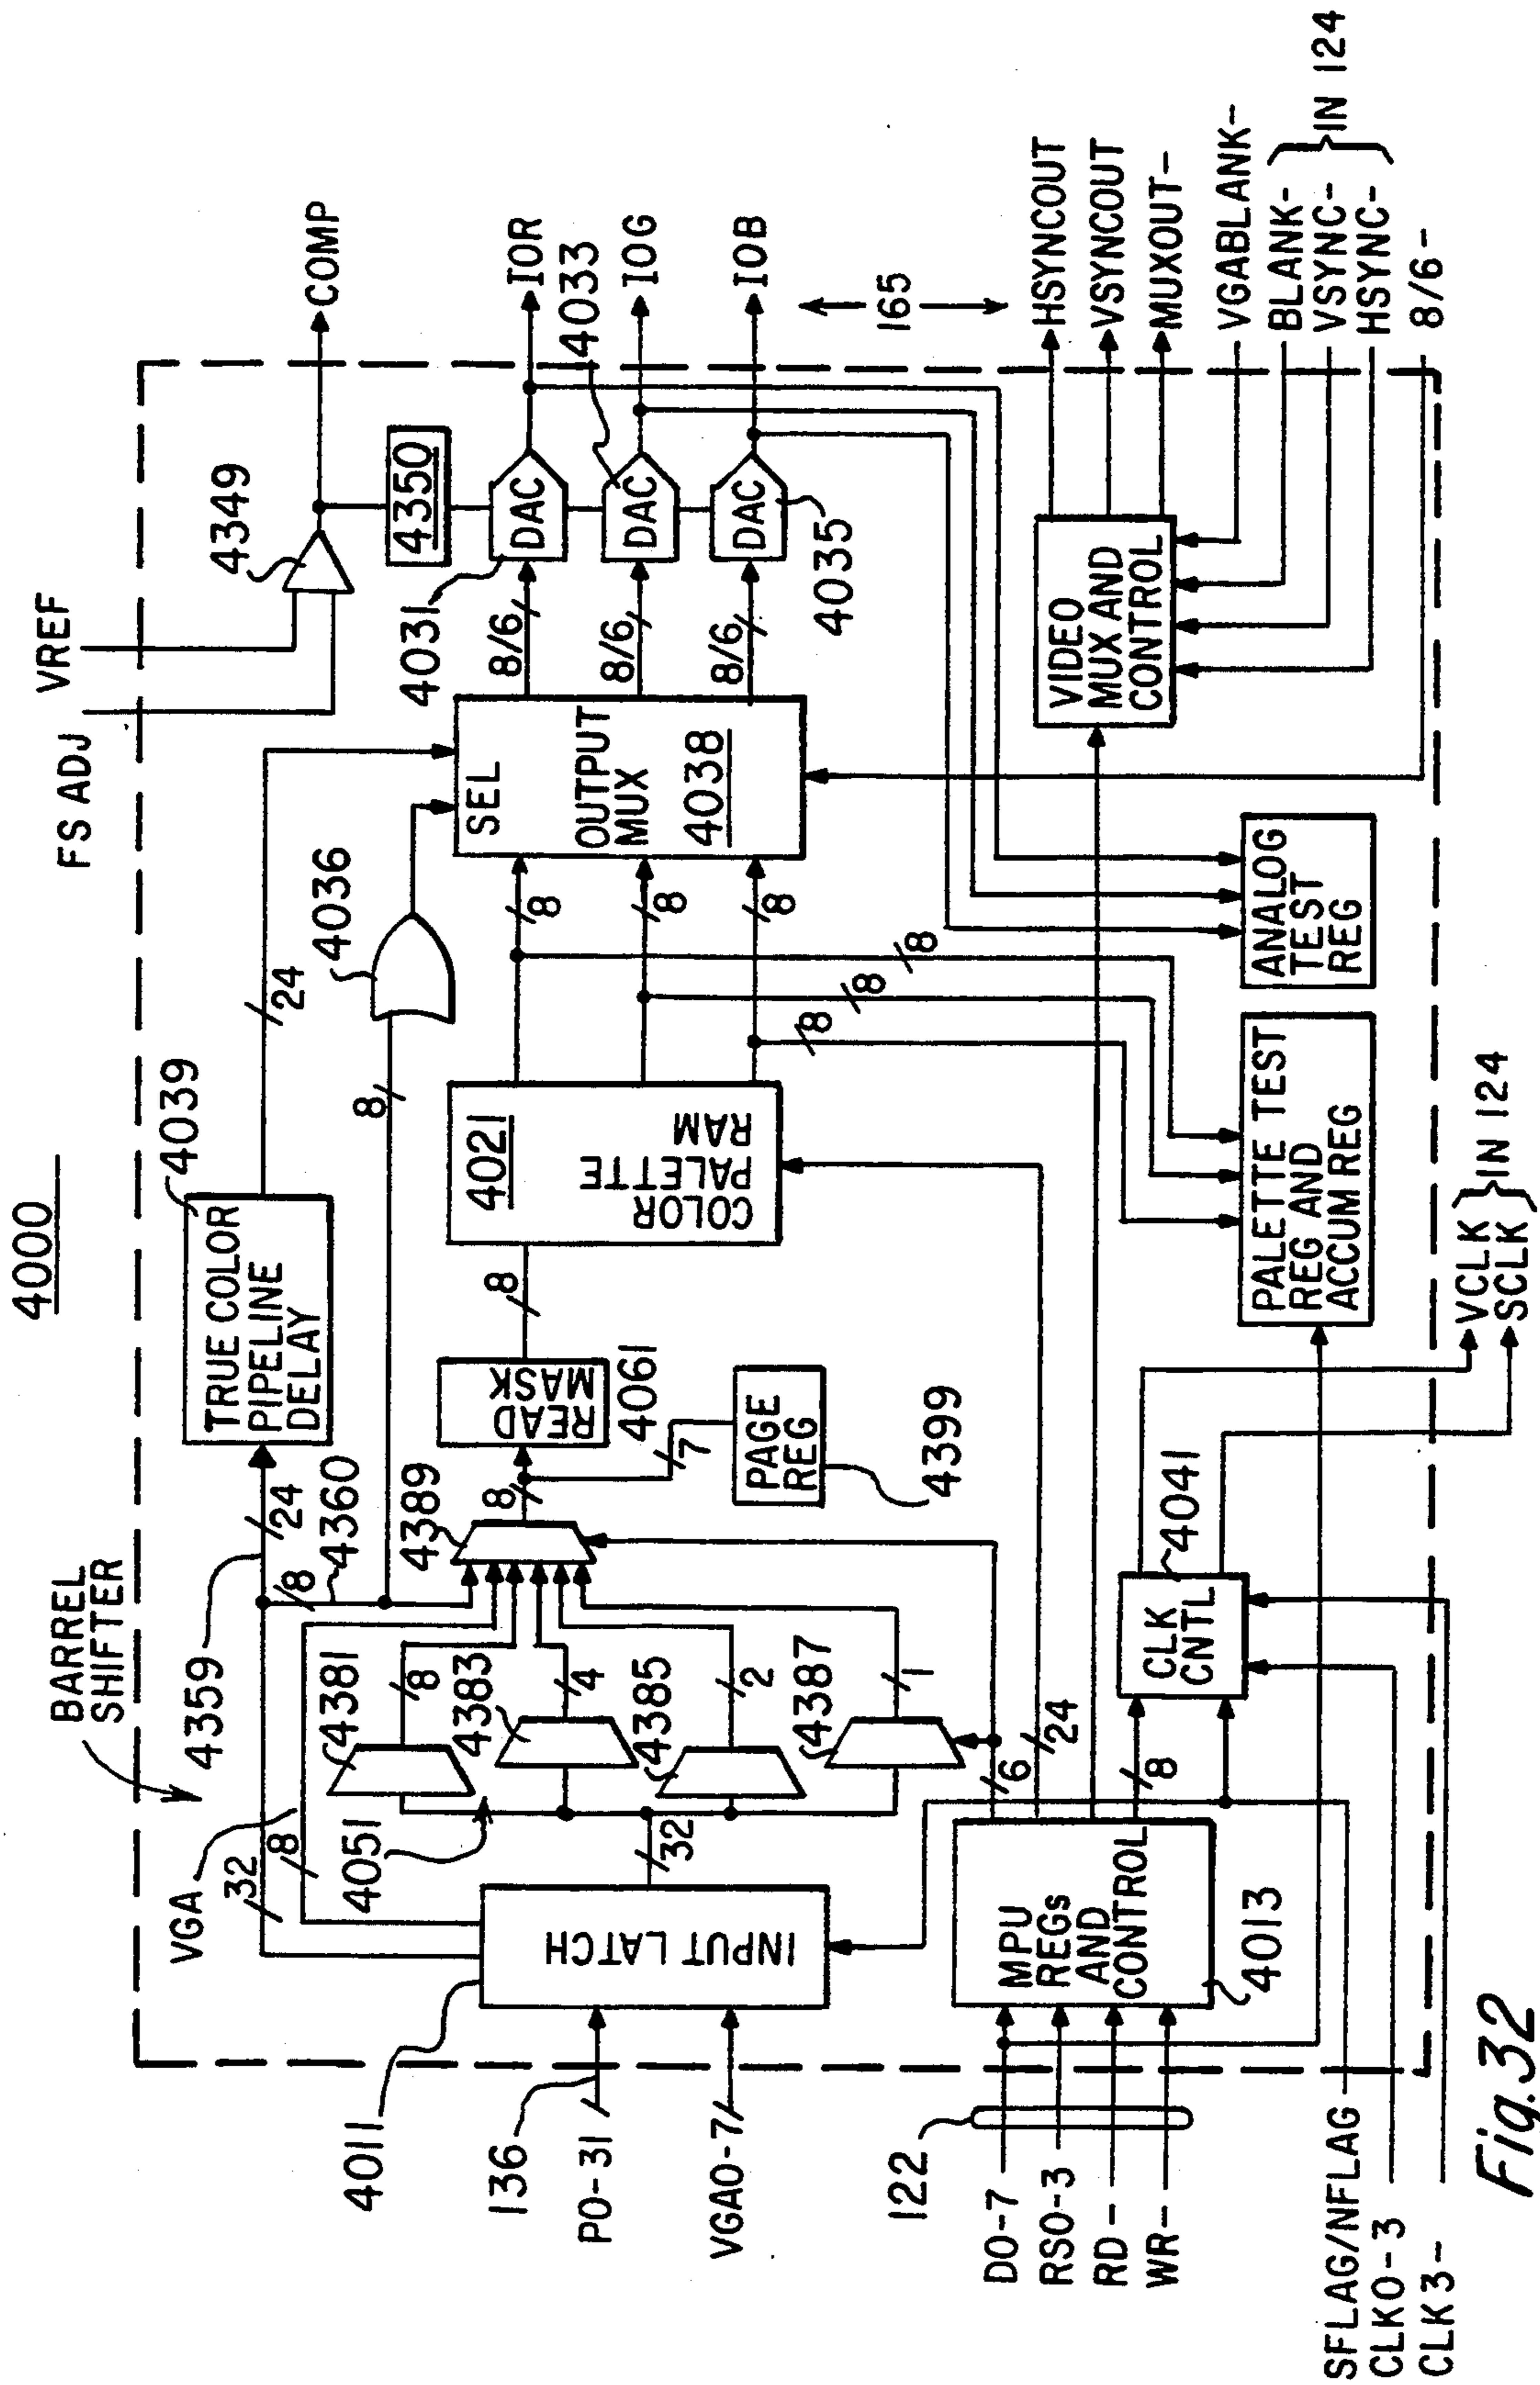 4000
FS ADJ
VREF
BARREL
SHIFTER
4359
24
4360
8
TRUE COLOR
PIPELINE
DELAY
4039
24
4036
8
4349
COMP
4350
VGA
32
8
4051
4381
8
4383
4
4385
2
4387
1
4389
8
7
READ
MASK
4061
PAGE
REG
4399
8
4021
COLOR
PALETTE
RAM
8
8
8
8
8
8
SEL
OUTPUT
MUX
4038
4031
8/6
8/6
8/6
DAC
DAC
DAC
4033
4035
IOR
IOG
IOB
165
4011
136
P0-31
VGA0-7
INPUT LATCH
32
122
D0-7
RS0-3
RD-
WR-
MPU
REGs
AND
CONTROL
4013
6
24
8
CLK
CNTL
4041
VCLK
SCLK
IN 124
PALETTE TEST
REG AND
ACCUM REG
ANALOG
TEST
REG
VIDEO
MUX AND
CONTROL
HSYNCOUT
VSYNCOUT
MUXOUT-
VGABLANK-
BLANK-
VSYNC-
HSYNC-
IN 124
8/6-
SFLAG/NFLAG
CLK0-3
CLK3-
Fig. 32